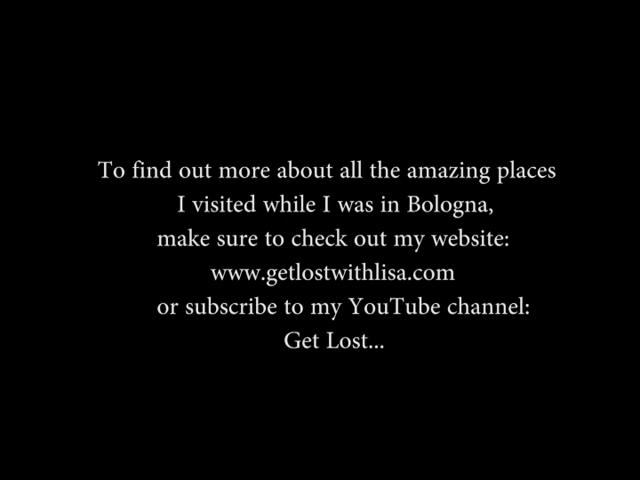 To find out more about all the amazing places
I visited while I was in Bologna,
make sure to check out my website:
www.getlostwithlisa.com
or subscribe to my YouTube channel:
Get Lost...